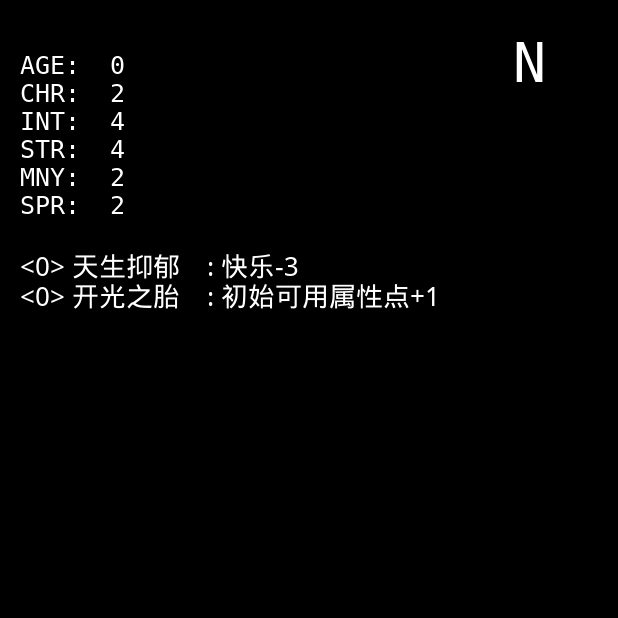 N
AGE: 0
CHR: 2
INT: 4
STR: 4
MNY: 2
SPR: 2
<0> 天生抑郁 : 快乐-3
<0> 开光之胎 : 初始可用属性点+1